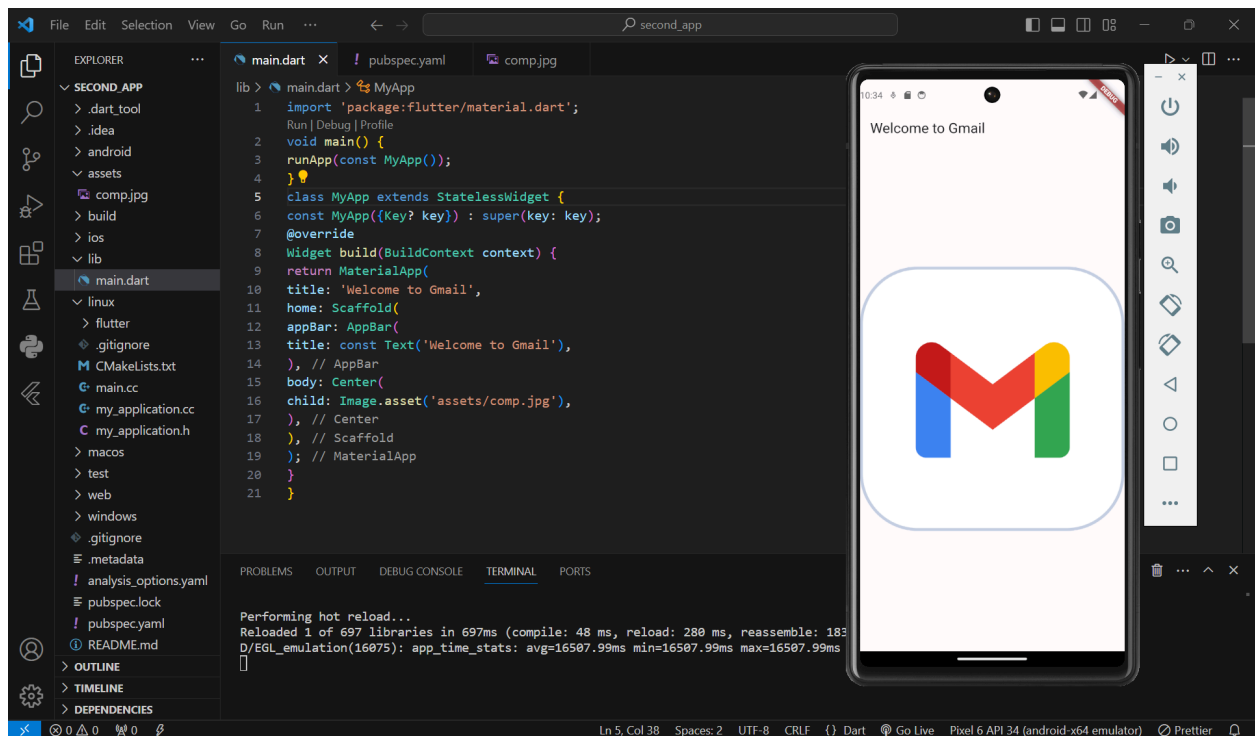 File Edit Selection View Go Run ··· second_app
EXPLORER ···
SECOND_APP
.dart_tool
.idea
android
assets
comp.jpg
build
ios
lib
main.dart
linux
flutter
.gitignore
CMakeLists.txt
main.cc
my_application.cc
my_application.h
macos
test
web
windows
.gitignore
.metadata
analysis_options.yaml
pubspec.lock
pubspec.yaml
README.md
OUTLINE
TIMELINE
DEPENDENCIES
main.dart pubspec.yaml comp.jpg
lib > main.dart > MyApp
1 import 'package:flutter/material.dart';
Run | Debug | Profile
2 void main() {
3 runApp(const MyApp());
4 }
5 class MyApp extends StatelessWidget {
6 const MyApp({Key? key}) : super(key: key);
7 @override
8 Widget build(BuildContext context) {
9 return MaterialApp(
10 title: 'Welcome to Gmail',
11 home: Scaffold(
12 appBar: AppBar(
13 title: const Text('Welcome to Gmail'),
14 ), // AppBar
15 body: Center(
16 child: Image.asset('assets/comp.jpg'),
17 ), // Center
18 ), // Scaffold
19 ); // MaterialApp
20 }
21 }
PROBLEMS OUTPUT DEBUG CONSOLE TERMINAL PORTS
Performing hot reload...
Reloaded 1 of 697 libraries in 697ms (compile: 48 ms, reload: 280 ms, reassemble: 183
D/EGL_emulation(16075): app_time_stats: avg=16507.99ms min=16507.99ms max=16507.99ms
10:34
DEBUG
Welcome to Gmail
0 0 0 Ln 5, Col 38 Spaces: 2 UTF-8 CRLF {} Dart Go Live Pixel 6 API 34 (android-x64 emulator) Prettier